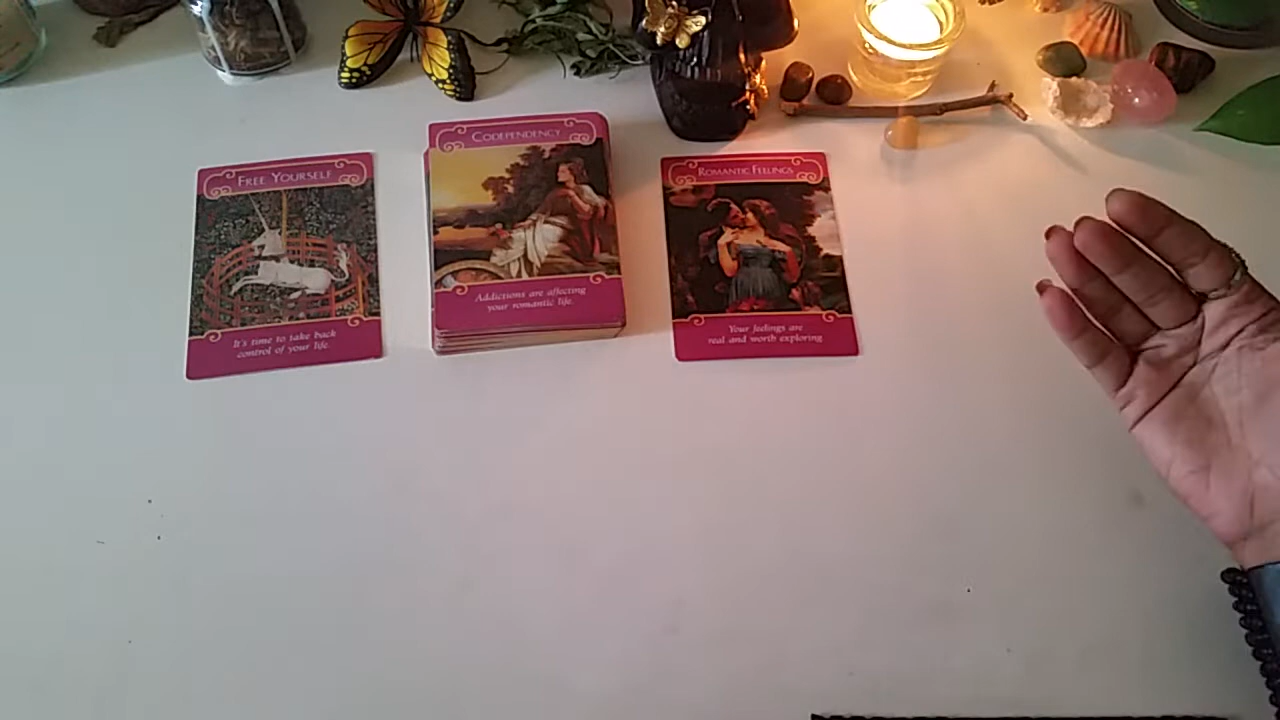 FREE YOURSELF
It's time to take back
control of your life.
CODEPENDENCY
Addictions are affecting
your romantic life.
ROMANTIC FEELINGS
Your feelings are
real and worth exploring.